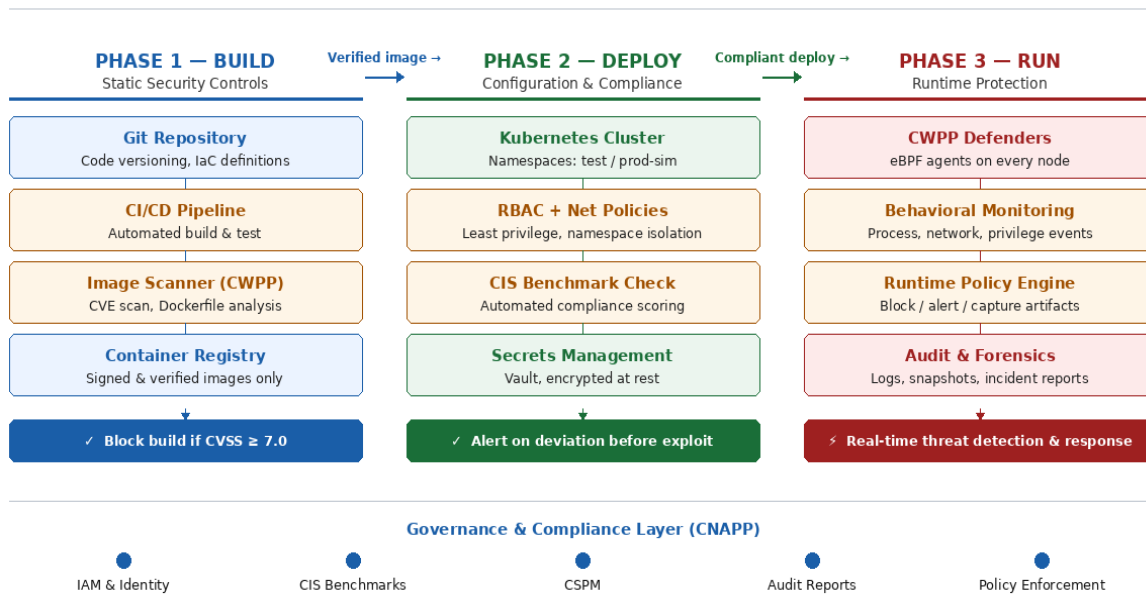 PHASE 1 — BUILD
Static Security Controls
Verified image →
PHASE 2 — DEPLOY
Configuration & Compliance
Compliant deploy →
PHASE 3 — RUN
Runtime Protection
Git Repository
Code versioning, IaC definitions
CI/CD Pipeline
Automated build & test
Image Scanner (CWPP)
CVE scan, Dockerfile analysis
Container Registry
Signed & verified images only
✓ Block build if CVSS ≥ 7.0
Kubernetes Cluster
Namespaces: test / prod-sim
RBAC + Net Policies
Least privilege, namespace isolation
CIS Benchmark Check
Automated compliance scoring
Secrets Management
Vault, encrypted at rest
✓ Alert on deviation before exploit
CWPP Defenders
eBPF agents on every node
Behavioral Monitoring
Process, network, privilege events
Runtime Policy Engine
Block / alert / capture artifacts
Audit & Forensics
Logs, snapshots, incident reports
⚡ Real-time threat detection & response
Governance & Compliance Layer (CNAPP)
IAM & Identity
CIS Benchmarks
CSPM
Audit Reports
Policy Enforcement